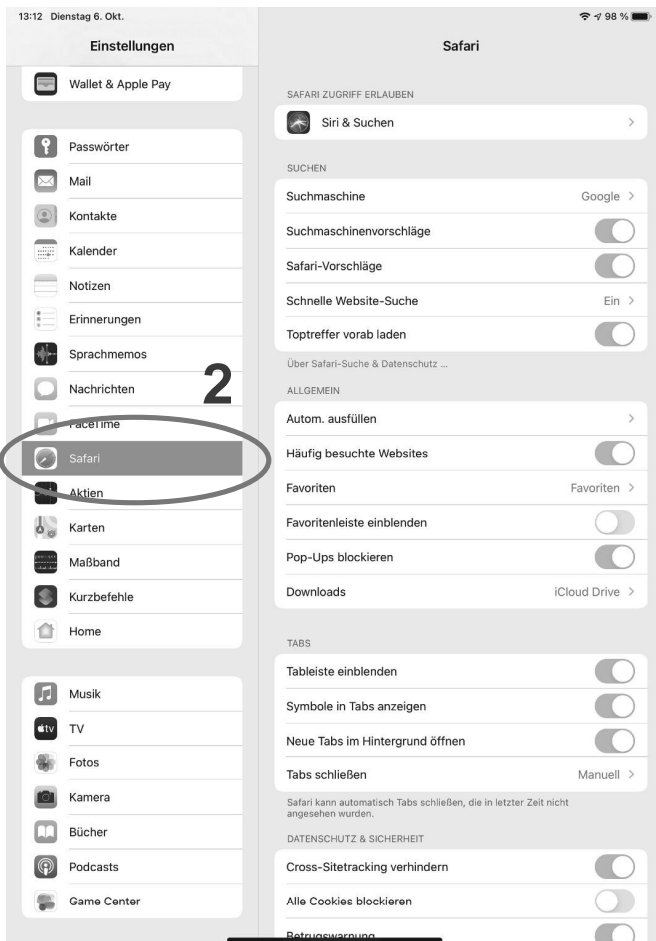 13:12 Dienstag 6. Okt.
98 %
Einstellungen
Wallet & Apple Pay
Passwörter
Mail
Kontakte
Kalender
Notizen
Erinnerungen
Sprachmemos
Nachrichten
2
FaceTime
Safari
Aktien
Karten
Maßband
Kurzbefehle
Home
Musik
tv TV
Fotos
Kamera
Bücher
Podcasts
Game Center
Safari
SAFARI ZUGRIFF ERLAUBEN
Siri & Suchen
SUCHEN
Suchmaschine Google
Suchmaschinenvorschläge
Safari-Vorschläge
Schnelle Website-Suche Ein
Toptreffer vorab laden
Über Safari-Suche & Datenschutz ...
ALLGEMEIN
Autom. ausfüllen
Häufig besuchte Websites
Favoriten Favoriten
Favoritenleiste einblenden
Pop-Ups blockieren
Downloads iCloud Drive
TABS
Tableiste einblenden
Symbole in Tabs anzeigen
Neue Tabs im Hintergrund öffnen
Tabs schließen Manuell
Safari kann automatisch Tabs schließen, die in letzter Zeit nicht
angesehen wurden.
DATENSCHUTZ & SICHERHEIT
Cross-Sitetracking verhindern
Alle Cookies blockieren
Betrugswarnung